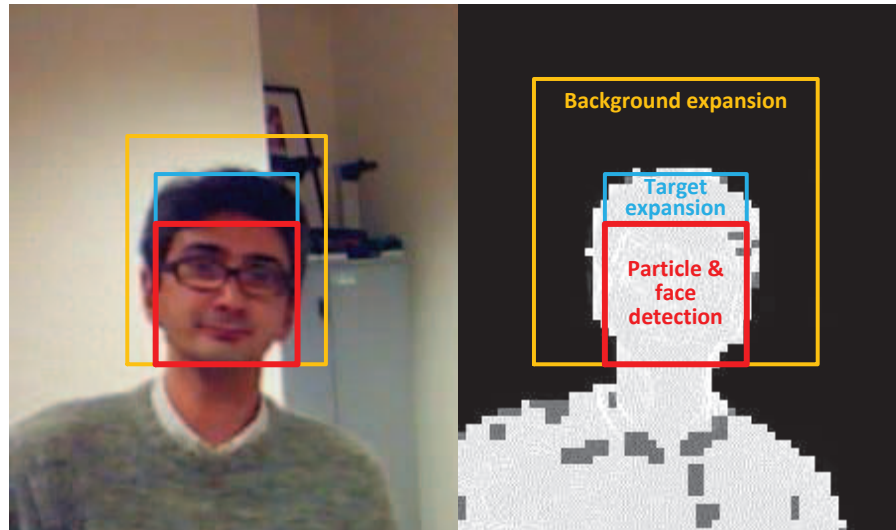 Background expansion
Target
expansion
Particle &
face
detection